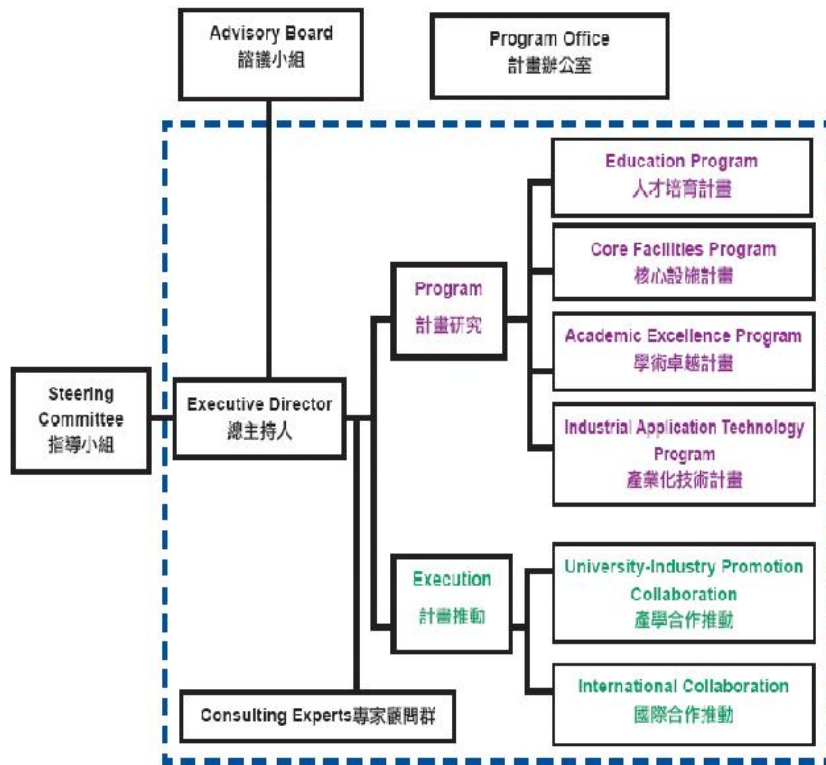 Advisory Board
諮議小組
Program Office
計畫辦公室
Education Program
人才培育計畫
Core Facilities Program
核心設施計畫
Program
計畫研究
Academic Excellence Program
學術卓越計畫
Steering
Committee
指導小組
Executive Director
總主持人
Industrial Application Technology
Program
產業化技術計畫
Execution
計畫推動
University-Industry Promotion
Collaboration
產學合作推動
International Collaboration
國際合作推動
Consulting Experts專家顧問群